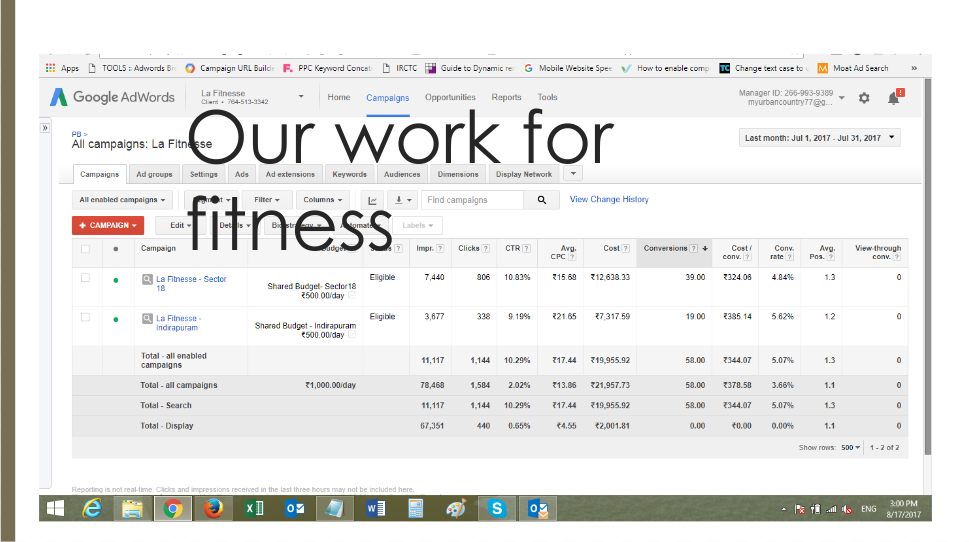 Apps TOOLS :: Adwords Br Campaign URL Builde PPC Keyword Concat IRCTC Guide to Dynamic re Mobile Website Spee How to enable comp Change text case to Moat Ad Search »
Google AdWords
La Fitnesse
Client • 764-513-3342
Home Campaigns Opportunities Reports Tools
Manager ID: 266-993-9389
myurbancountry77@g...
Our work for
fitness
PB >
All campaigns: La Fitnesse
Last month: Jul 1, 2017 - Jul 31, 2017
Campaigns Ad groups Settings Ads Ad extensions Keywords Audiences Dimensions Display Network
All enabled campaigns Segment Filter Columns Find campaigns View Change History
+ CAMPAIGN Edit Details Bid strategy Automate Labels
Campaign Budget Status ? Impr. ? Clicks ? CTR ? Avg. CPC ? Cost ? Conversions ? Cost / conv. ? Conv. rate ? Avg. Pos. ? View-through conv. ?
La Fitnesse - Sector 18 Shared Budget- Sector18 ₹500.00/day Eligible 7,440 806 10.83% ₹15.68 ₹12,638.33 39.00 ₹324.06 4.84% 1.3 0
La Fitnesse - Indirapuram Shared Budget - Indirapuram ₹500.00/day Eligible 3,677 338 9.19% ₹21.65 ₹7,317.59 19.00 ₹385.14 5.62% 1.2 0
Total - all enabled campaigns 11,117 1,144 10.29% ₹17.44 ₹19,955.92 58.00 ₹344.07 5.07% 1.3 0
Total - all campaigns ₹1,000.00/day 78,468 1,584 2.02% ₹13.86 ₹21,957.73 58.00 ₹378.58 3.66% 1.1 0
Total - Search 11,117 1,144 10.29% ₹17.44 ₹19,955.92 58.00 ₹344.07 5.07% 1.3 0
Total - Display 67,351 440 0.65% ₹4.55 ₹2,001.81 0.00 ₹0.00 0.00% 1.1 0
Show rows: 500 1 - 2 of 2
Reporting is not real-time. Clicks and impressions received in the last three hours may not be included here.
ENG 3:00 PM
8/17/2017